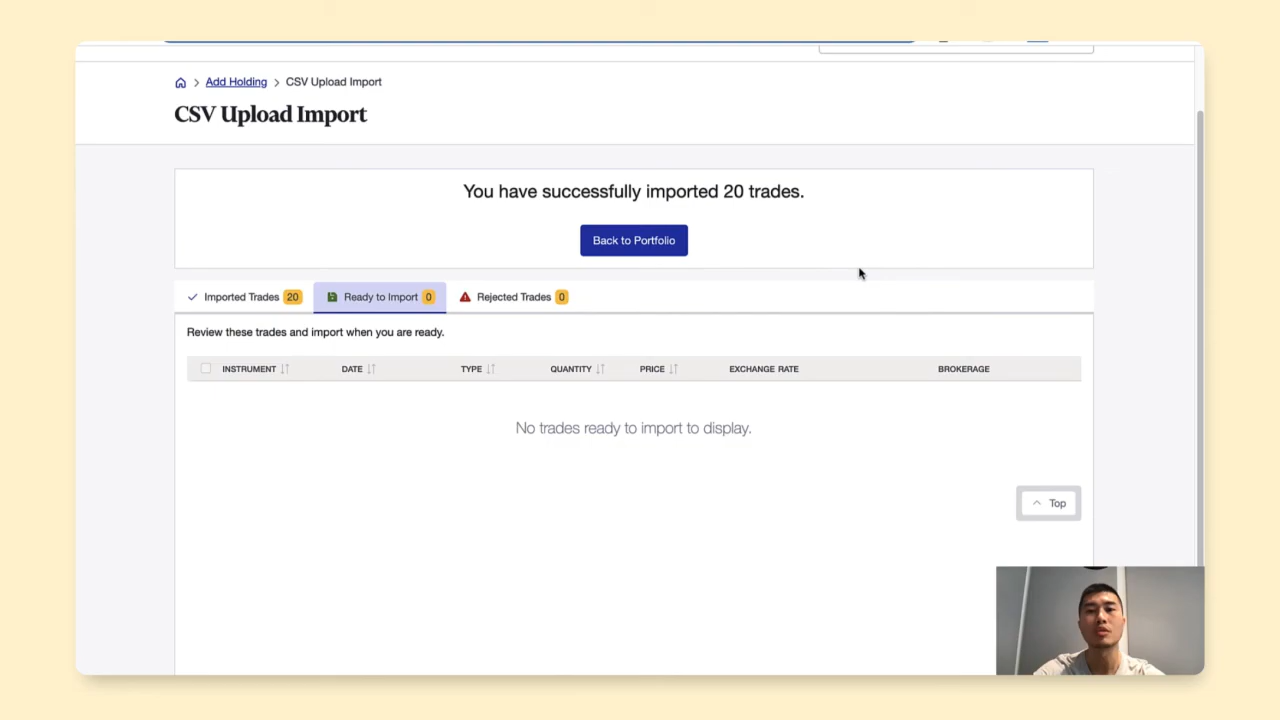 Add Holding > CSV Upload Import
CSV Upload Import
You have successfully imported 20 trades.
Back to Portfolio
Imported Trades 20 Ready to Import 0 Rejected Trades 0
Review these trades and import when you are ready.
INSTRUMENT DATE TYPE QUANTITY PRICE EXCHANGE RATE BROKERAGE
No trades ready to import to display.
Top